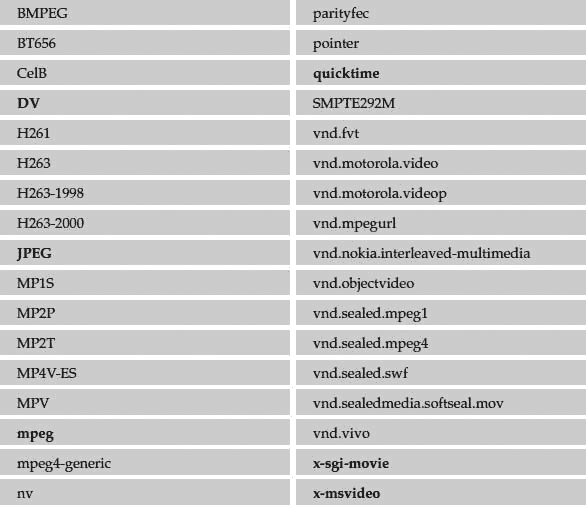 BMPEG
BT656
CelB
DV
H261
H263
H263-1998
H263-2000
JPEG
MP1S
MP2P
MP2T
MP4V-ES
MPV
mpeg
mpeg4-generic
nv
parityfec
pointer
quicktime
SMPTE292M
vnd.fvt
vnd.motorola.video
vnd.motorola.videop
vnd.mpegurl
vnd.nokia.interleaved-multimedia
vnd.objectvideo
vnd.sealed.mpeg1
vnd.sealed.mpeg4
vnd.sealed.swf
vnd.sealedmedia.softseal.mov
vnd.vivo
x-sgi-movie
x-msvideo